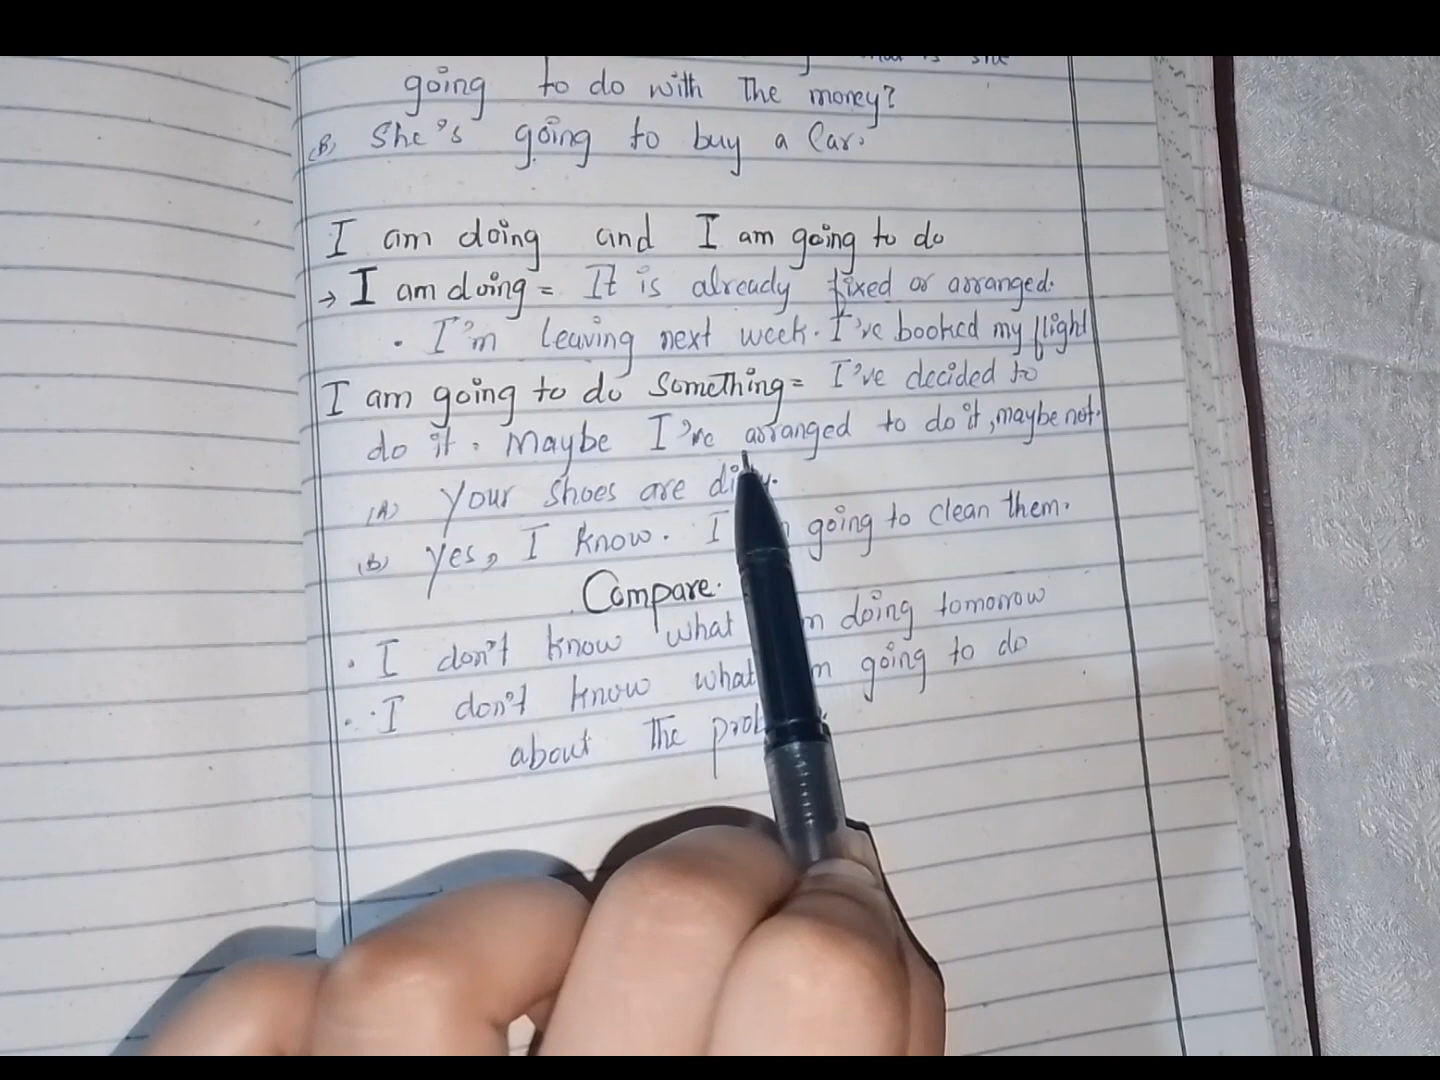 going to do with the money?
(B) She's going to buy a Car.
I am doing and I am going to do
→ I am doing = It is already fixed or arranged.
• I'm leaving next week. I've booked my flight
I am going to do something = I've decided to
do it. Maybe I've arranged to do it, maybe not.
(A) Your shoes are
(B) Yes, I know. I going to clean them.
Compare.
• I don't know what doing tomorrow
• I don't know what going to do
about the